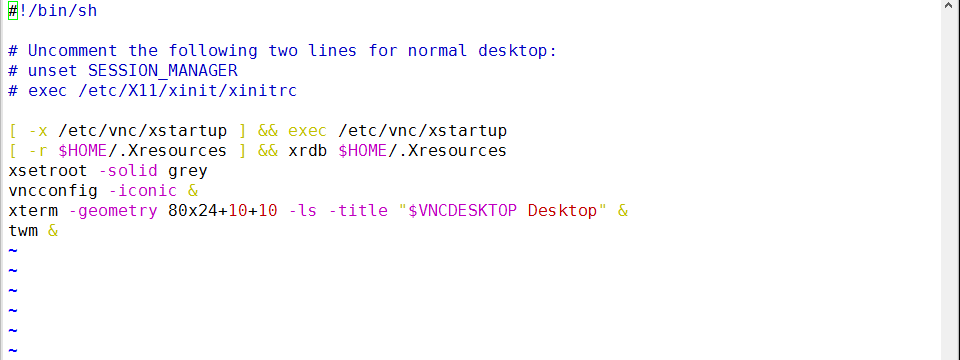 #!/bin/sh

# Uncomment the following two lines for normal desktop:
# unset SESSION_MANAGER
# exec /etc/X11/xinit/xinitrc

[ -x /etc/vnc/xstartup ] && exec /etc/vnc/xstartup
[ -r $HOME/.Xresources ] && xrdb $HOME/.Xresources
xsetroot -solid grey
vncconfig -iconic &
xterm -geometry 80x24+10+10 -ls -title "$VNCDESKTOP Desktop" &
twm &
~
~
~
~
~
~